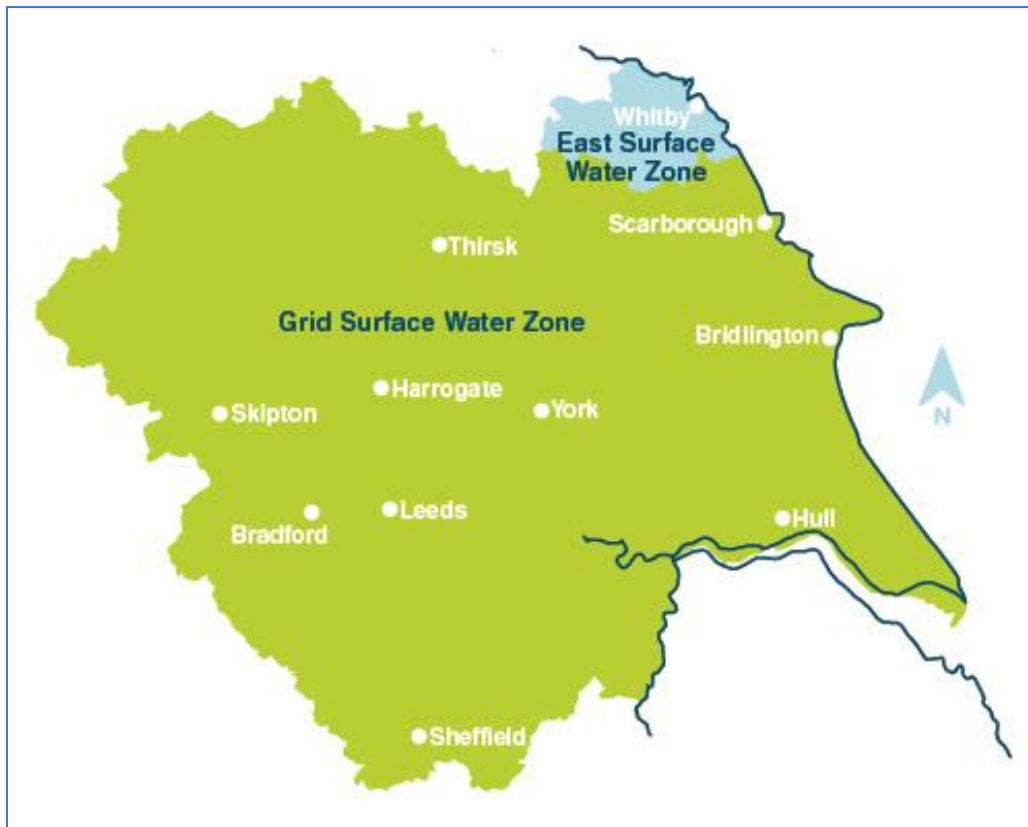 Whitby
East Surface
Water Zone
Scarborough
Thirsk
Grid Surface Water Zone
Bridlington
Harrogate
Skipton
York
N
Leeds
Bradford
Hull
Sheffield